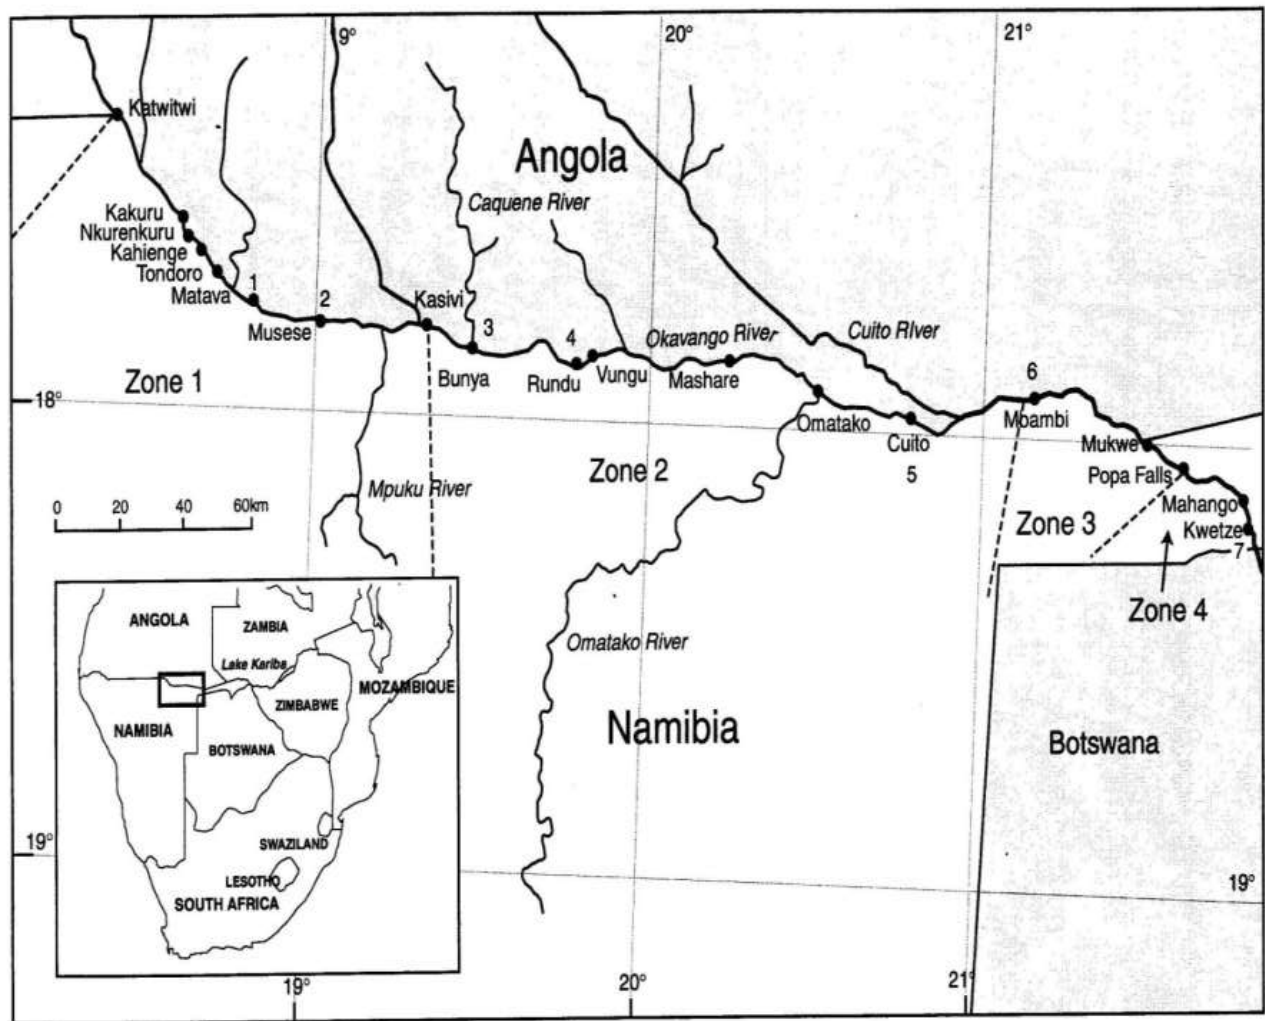 9°
20°
21°
Katwitwi
Angola
Caquene River
Kakuru
Nkurenkuru
Kahienge
Tondoro
Matava
1
2
Musese
Kasivi
3
4
Okavango River
Cuito RIver
Zone 1
Bunya
Rundu
Vungu
Mashare
6
18°
Omatako
Cuito
5
Moambi
Mukwe
Popa Falls
Zone 2
Mpuku River
0 20 40 60km
Zone 3
Mahango
Kwetze
7
Zone 4
Omatako River
Namibia
Botswana
ANGOLA
ZAMBIA
Lake Kariba
MOZAMBIQUE
ZIMBABWE
NAMIBIA
BOTSWANA
SWAZILAND
LESOTHO
SOUTH AFRICA
19°
19°
19°
20°
21°